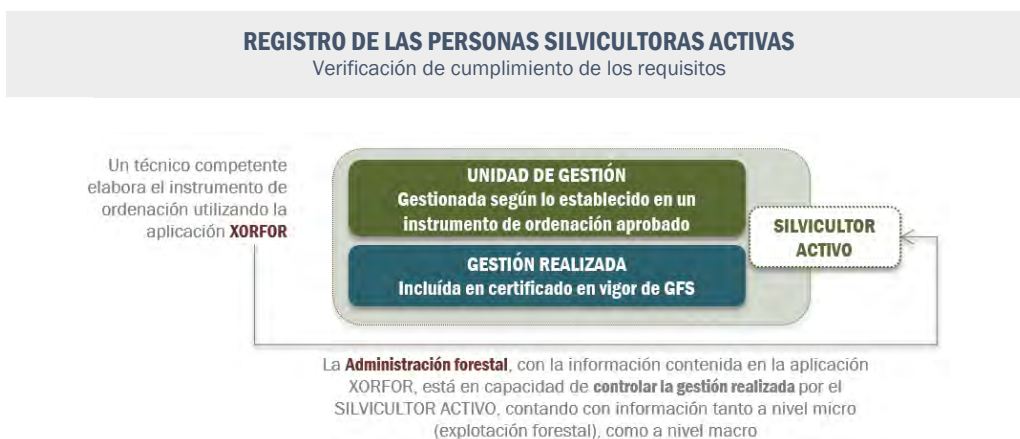 REGISTRO DE LAS PERSONAS SILVICULTORAS ACTIVAS
Verificación de cumplimiento de los requisitos
Un técnico competente
elabora el instrumento de
ordenación utilizando la
aplicación XORFOR
UNIDAD DE GESTIÓN
Gestionada según lo establecido en un
instrumento de ordenación aprobado
GESTIÓN REALIZADA
Incluída en certificado en vigor de GFS
SILVICULTOR
ACTIVO
La Administración forestal, con la información contenida en la aplicación
XORFOR, está en capacidad de controlar la gestión realizada por el
SILVICULTOR ACTIVO, contando con información tanto a nivel micro
(explotación forestal), como a nivel macro